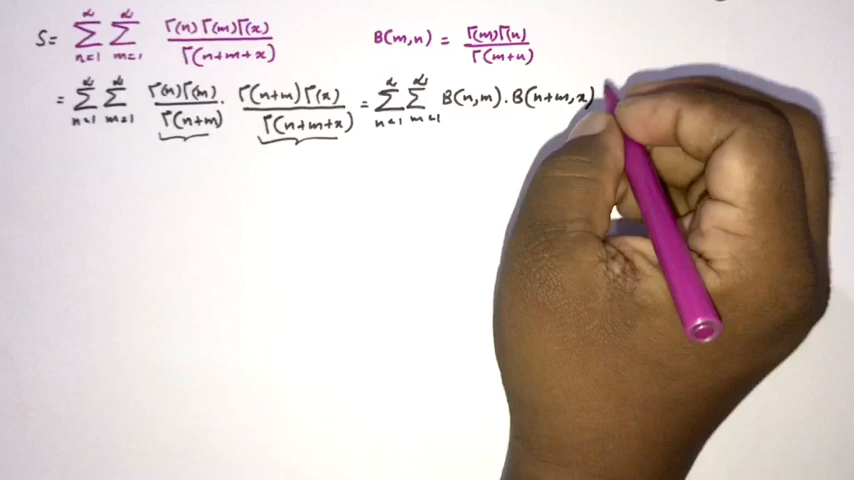 S = ∞∑n=1 ∞∑m=1 Γ(n) Γ(m) Γ(x) / Γ(n+m+x) B(m,n) = Γ(m) Γ(n) / Γ(m+n)
= ∞∑n=1 ∞∑m=1 Γ(n) Γ(m) / Γ(n+m) · Γ(n+m) Γ(x) / Γ(n+m+x) = ∞∑n=1 ∞∑m=1 B(n,m) · B(n+m,x)